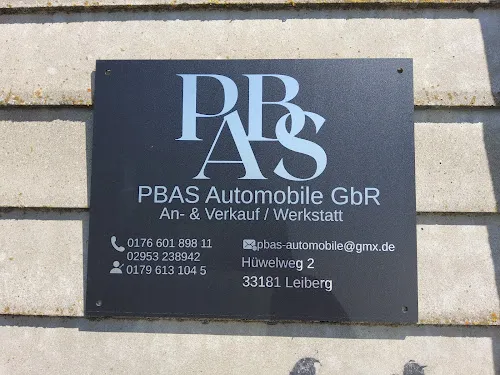 PBAS
PBAS Automobile GbR
An- & Verkauf / Werkstatt
0176 601 898 11
02953 238942
0179 613 104 5
pbas-automobile@gmx.de
Hüwelweg 2
33181 Leiberg